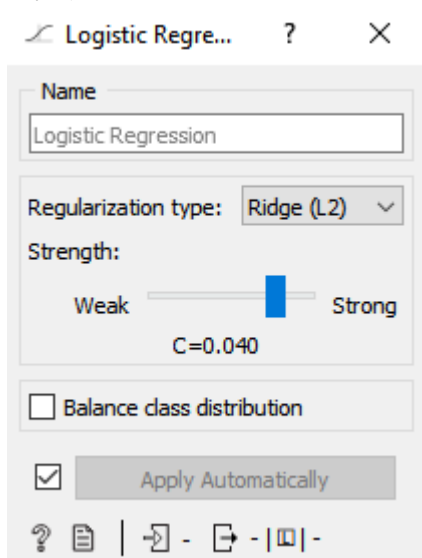 Logistic Regre... ? ×
Name
Logistic Regression
Regularization type: Ridge (L2)
Strength:
Weak Strong
C=0.040
Balance class distribution
Apply Automatically
? | - - | | -